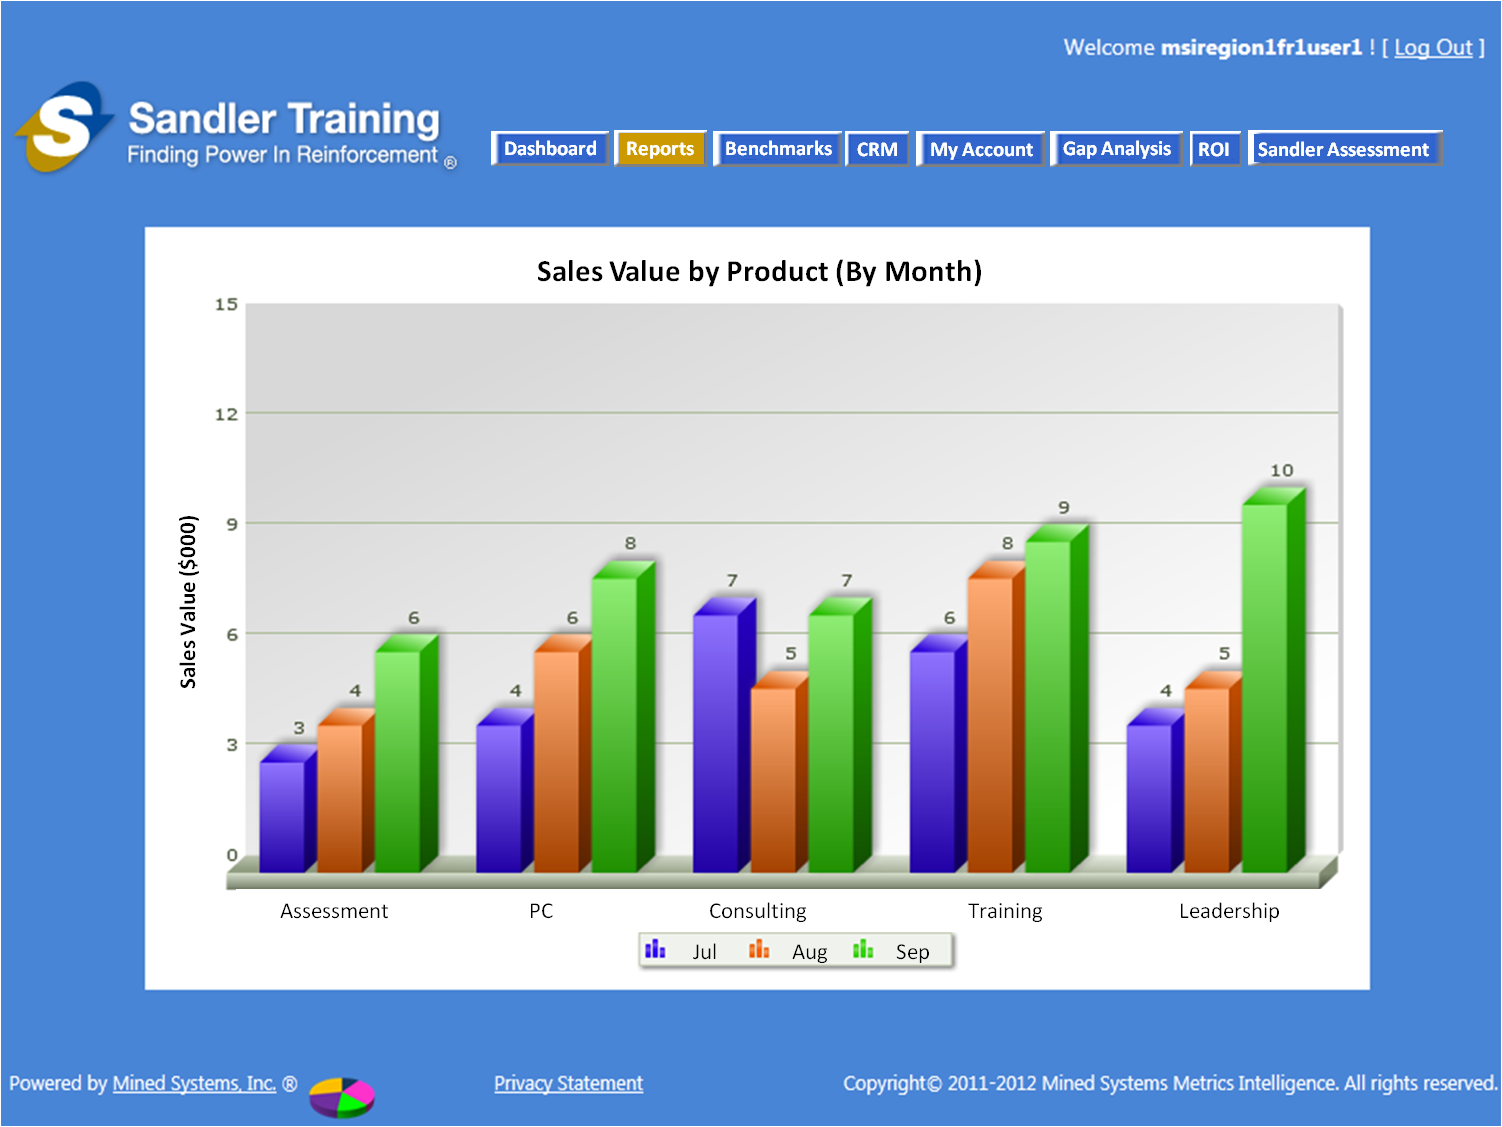 Welcome msiregion1fr1user1 ! [ Log Out ]
S
Sandler Training
Finding Power In Reinforcement ®
Dashboard Reports Benchmarks CRM My Account Gap Analysis ROI Sandler Assessment
Sales Value by Product (By Month)
Sales Value ($000)
15
12
9
6
3
0
3 4 6
4 6 8
7 5 7
6 8 9
4 5 10
Assessment PC Consulting Training Leadership
Jul Aug Sep
Powered by Mined Systems, Inc. ® Privacy Statement Copyright© 2011-2012 Mined Systems Metrics Intelligence. All rights reserved.